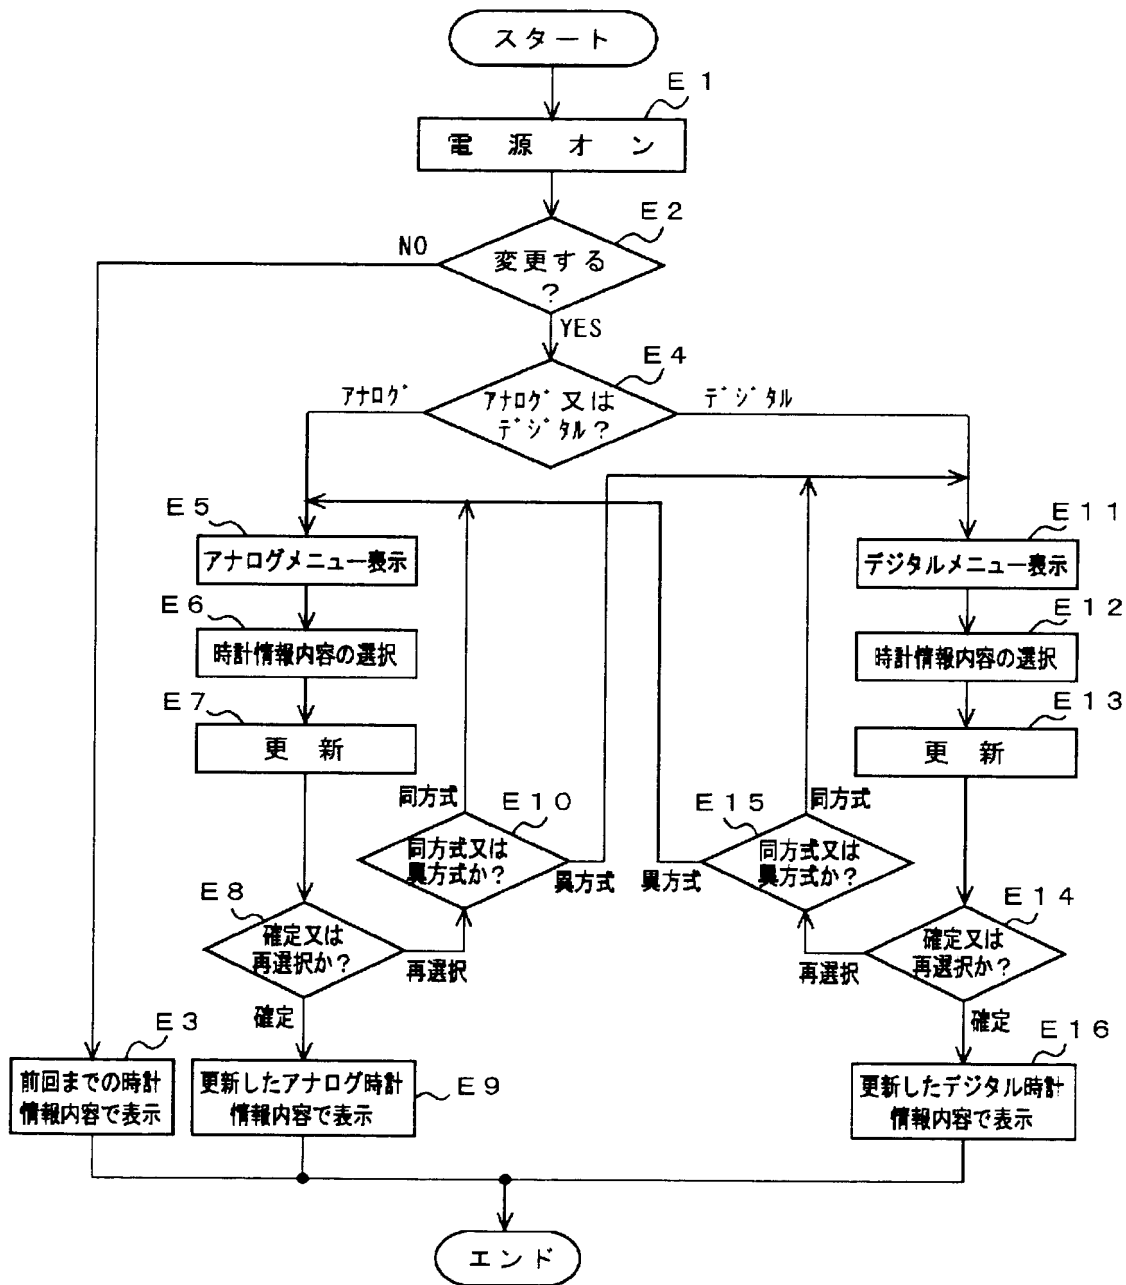 スタート
E1
電源オン
E2
NO
変更する
?
YES
E4
アナログ
アナログ又は
デジタル?
デジタル
E5
アナログメニュー表示
E11
デジタルメニュー表示
E6
時計情報内容の選択
E12
時計情報内容の選択
E7
更新
E13
更新
同方式
E10
同方式又は
異方式か?
異方式
E15
同方式
同方式又は
異方式か?
異方式
E8
確定又は
再選択か?
再選択
確定
E14
確定又は
再選択か?
再選択
確定
E3
前回までの時計
情報内容で表示
更新したアナログ時計
情報内容で表示
E9
E16
更新したデジタル時計
情報内容で表示
エンド